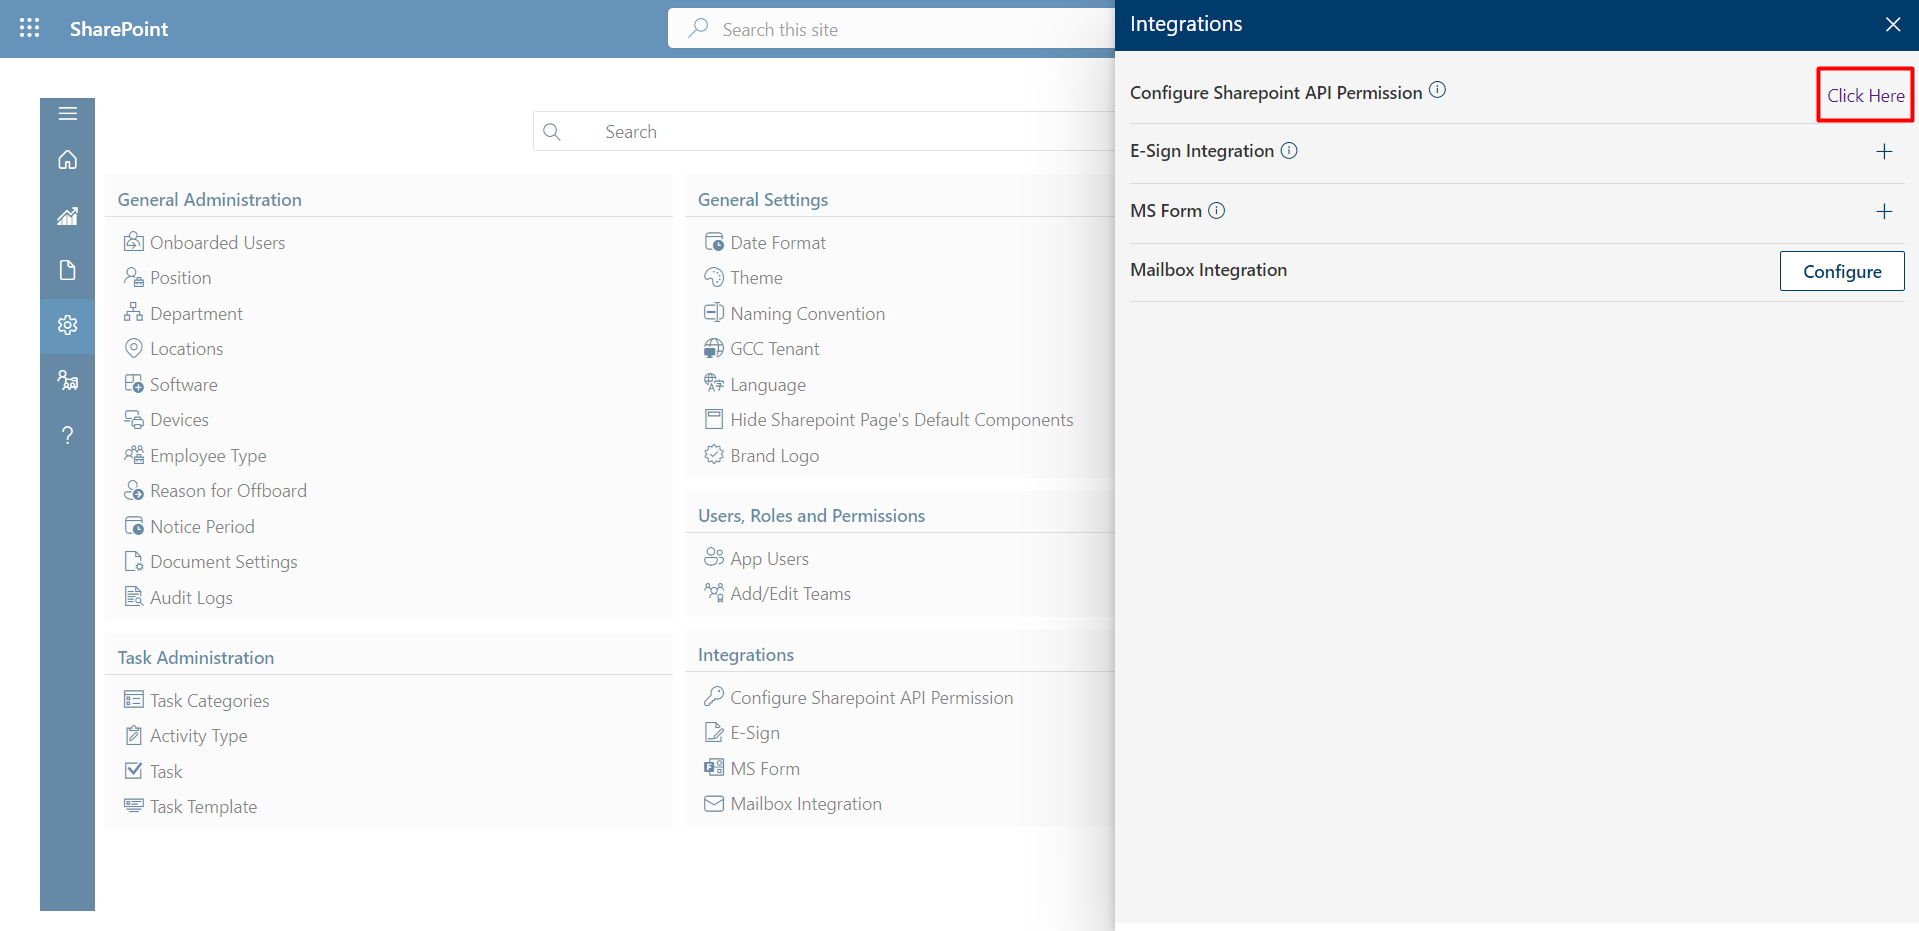 SharePoint
Search this site
Search
General Administration
Onboarded Users
Position
Department
Locations
Software
Devices
Employee Type
Reason for Offboard
Notice Period
Document Settings
Audit Logs
Task Administration
Task Categories
Activity Type
Task
Task Template
General Settings
Date Format
Theme
Naming Convention
GCC Tenant
Language
Hide Sharepoint Page's Default Components
Brand Logo
Users, Roles and Permissions
App Users
Add/Edit Teams
Integrations
Configure Sharepoint API Permission
E-Sign
MS Form
Mailbox Integration
Integrations
Configure Sharepoint API Permission
Click Here
E-Sign Integration
MS Form
Mailbox Integration
Configure